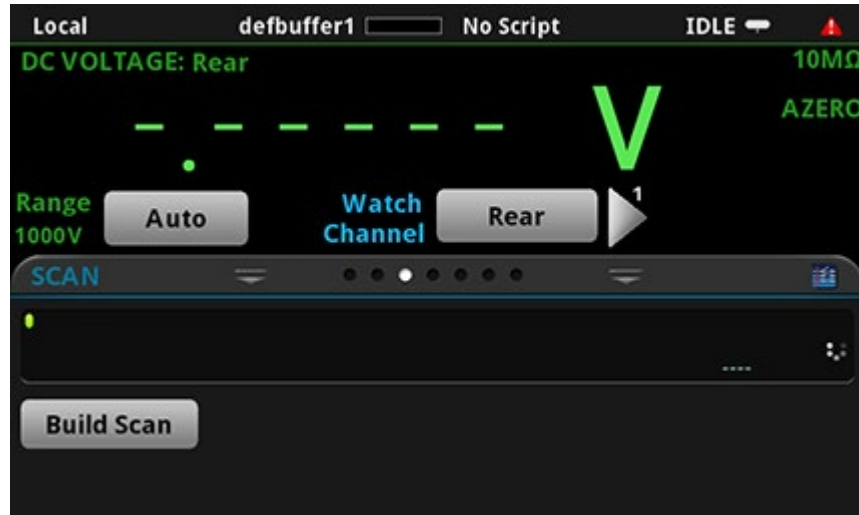 Local defbuffer1 No Script IDLE
DC VOLTAGE: Rear 10MΩ
AZERO
-.----- V
Range 1000V Auto Watch Channel Rear 1
SCAN
----
Build Scan